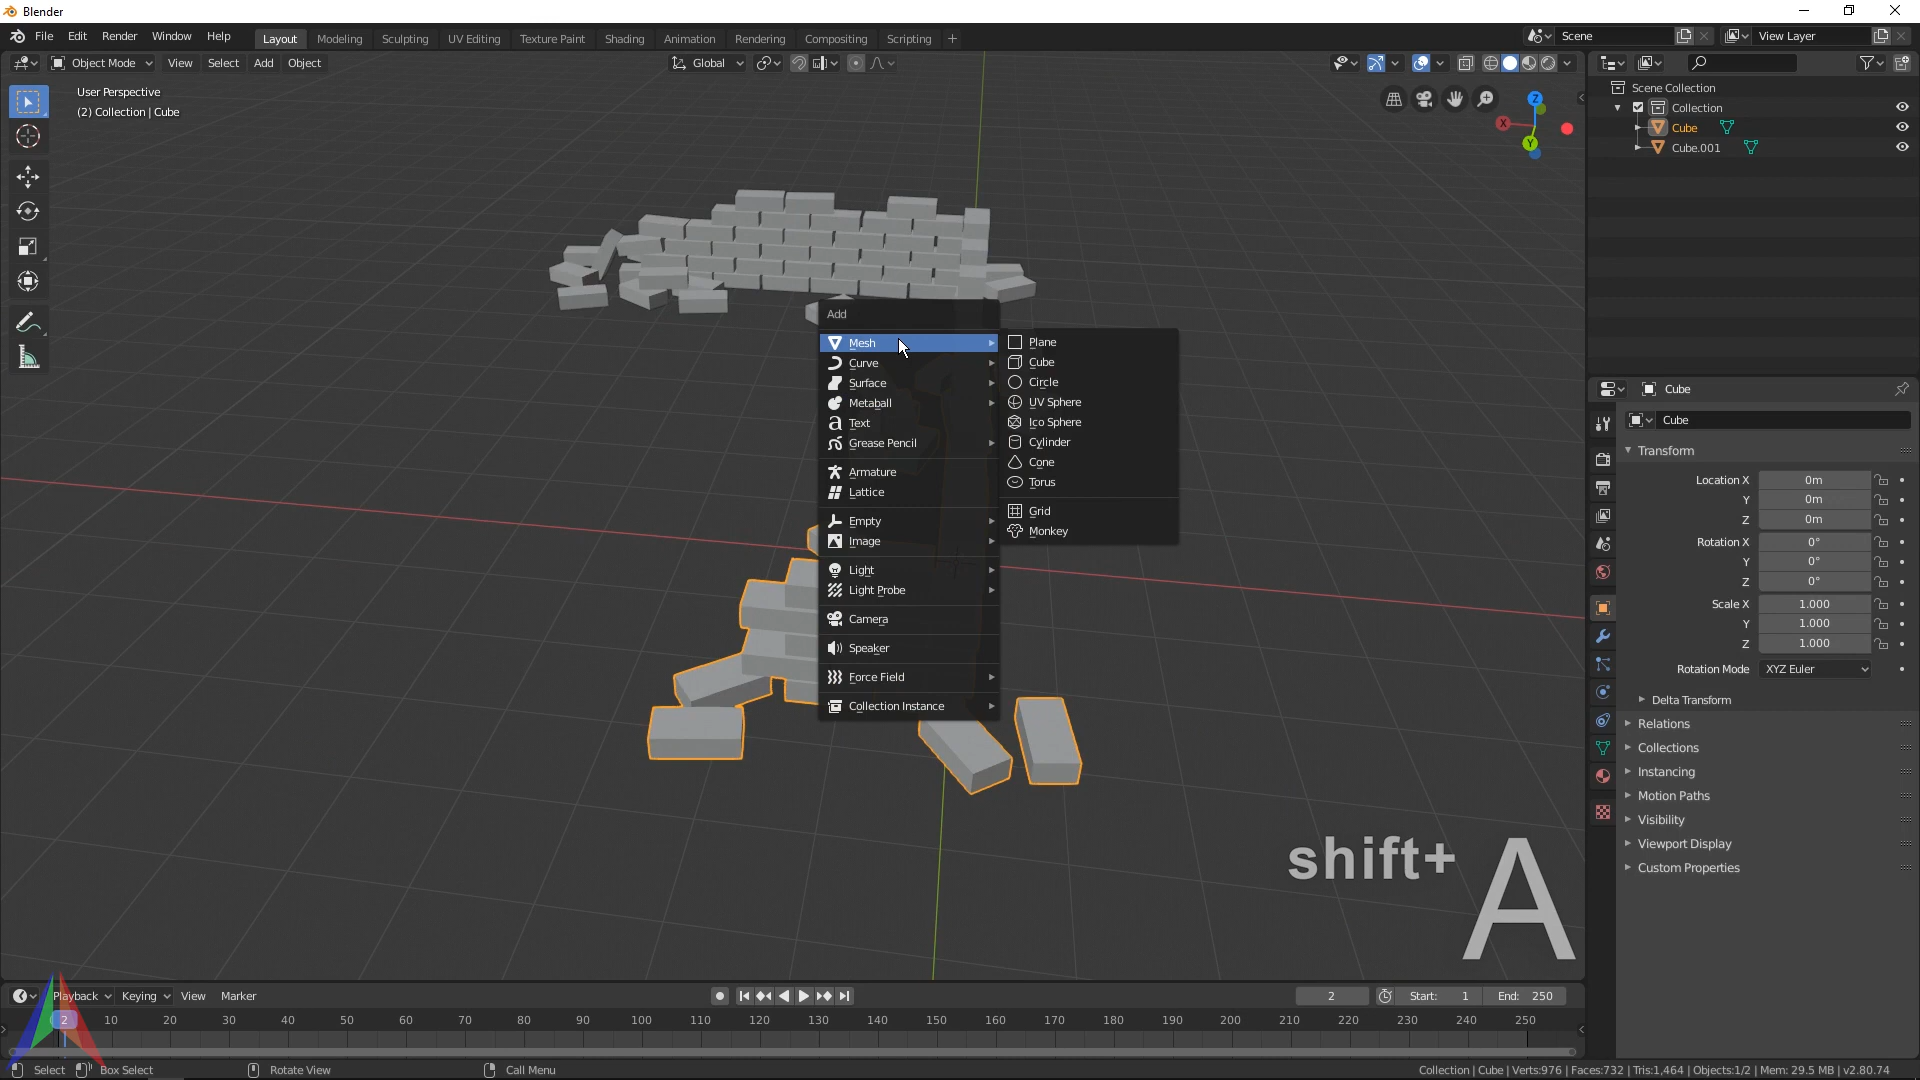 Blender
File Edit Render Window Help
Layout Modeling Sculpting UV Editing Texture Paint Shading Animation Rendering Compositing Scripting +
Scene
View Layer
Object Mode View Select Add Object
Global
User Perspective
(2) Collection | Cube
Z
X
Y
Scene Collection
Collection
Cube
Cube.001
Add
Mesh
Curve
Surface
Metaball
Text
Grease Pencil
Armature
Lattice
Empty
Image
Light
Light Probe
Camera
Speaker
Force Field
Collection Instance
Plane
Cube
Circle
UV Sphere
Ico Sphere
Cylinder
Cone
Torus
Grid
Monkey
Cube
Cube
Transform
Location X 0m
Y 0m
Z 0m
Rotation X 0°
Y 0°
Z 0°
Scale X 1.000
Y 1.000
Z 1.000
Rotation Mode XYZ Euler
Delta Transform
Relations
Collections
Instancing
Motion Paths
Visibility
Viewport Display
Custom Properties
shift+ A
Playback Keying View Marker
2
Start: 1
End: 250
2 10 20 30 40 50 60 70 80 90 100 110 120 130 140 150 160 170 180 190 200 210 220 230 240 250
Select Box Select Rotate View Call Menu
Collection | Cube | Verts:976 | Faces:732 | Tris:1,464 | Objects:1/2 | Mem: 29.5 MB | v2.80.74